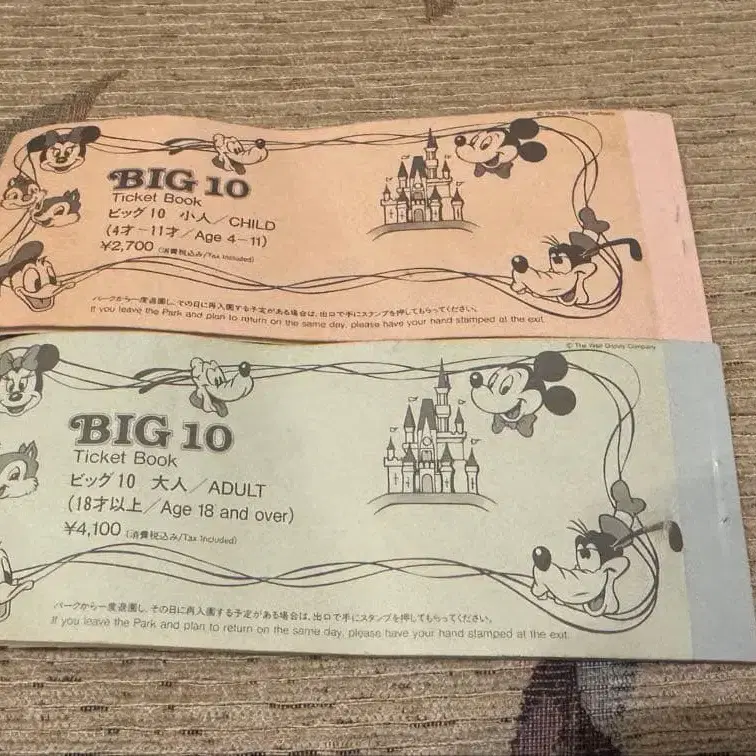 © The Walt Disney Company
BIG 10
Ticket Book
ビッグ10 小人/CHILD
(4才-11才/Age 4-11)
¥2,700 (消費税込み/Tax Included)
パークから一度退園し、その日に再入園する予定がある場合は、出口で手にスタンプを押してもらってください。
If you leave the Park and plan to return on the same day, please have your hand stamped at the exit.
© The Walt Disney Company
BIG 10
Ticket Book
ビッグ10 大人/ADULT
(18才以上/Age 18 and over)
¥4,100 (消費税込み/Tax Included)
パークから一度退園し、その日に再入園する予定がある場合は、出口で手にスタンプを押してもらってください。
If you leave the Park and plan to return on the same day, please have your hand stamped at the exit.